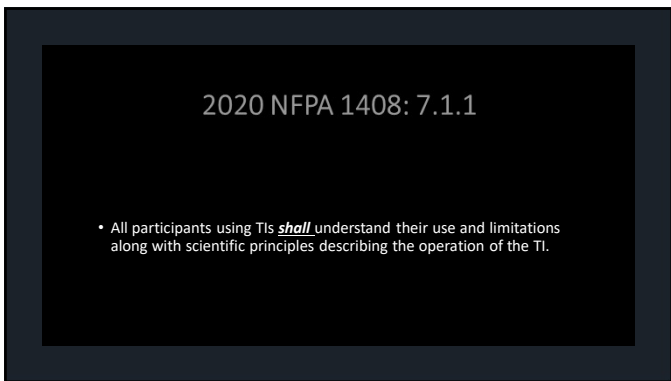 2020 NFPA 1408: 7.1.1
• All participants using TIs shall understand their use and limitations
along with scientific principles describing the operation of the TI.